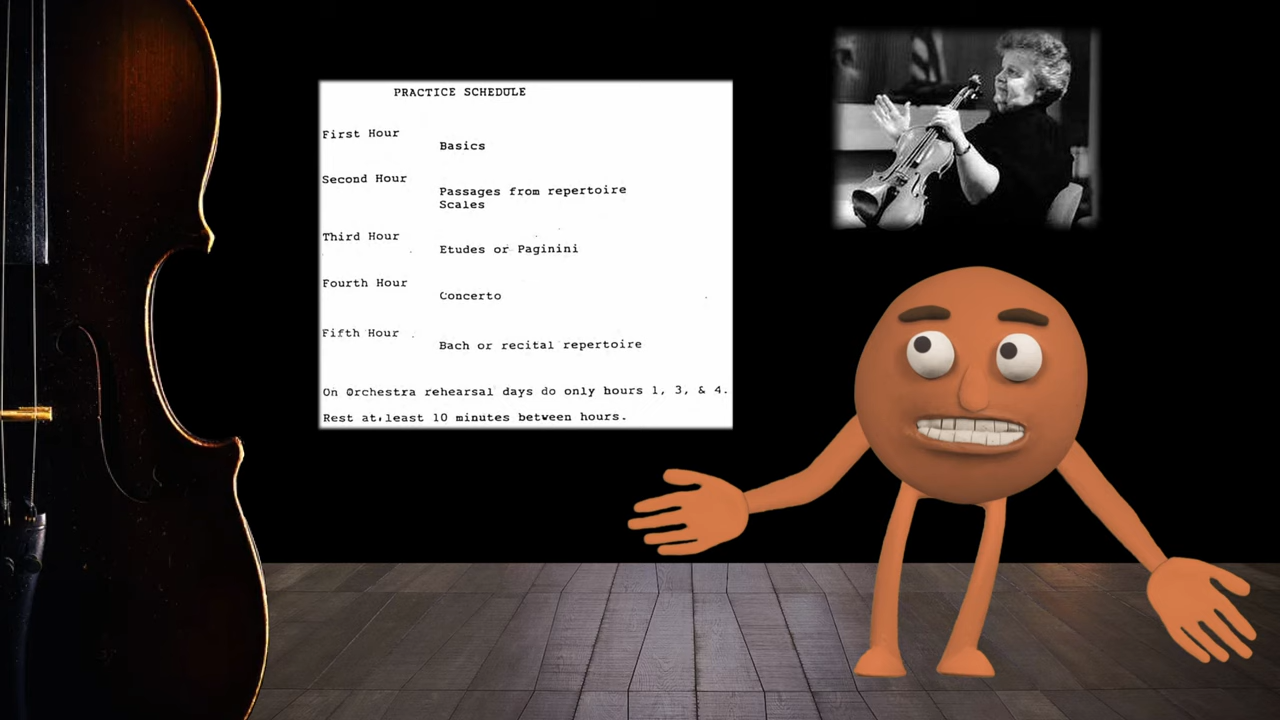 PRACTICE SCHEDULE
First Hour
Basics
Second Hour
Passages from repertoire
Scales
Third Hour
Etudes or Paginini
Fourth Hour
Concerto
Fifth Hour
Bach or recital repertoire
On Orchestra rehearsal days do only hours 1, 3, & 4.
Rest at least 10 minutes between hours.